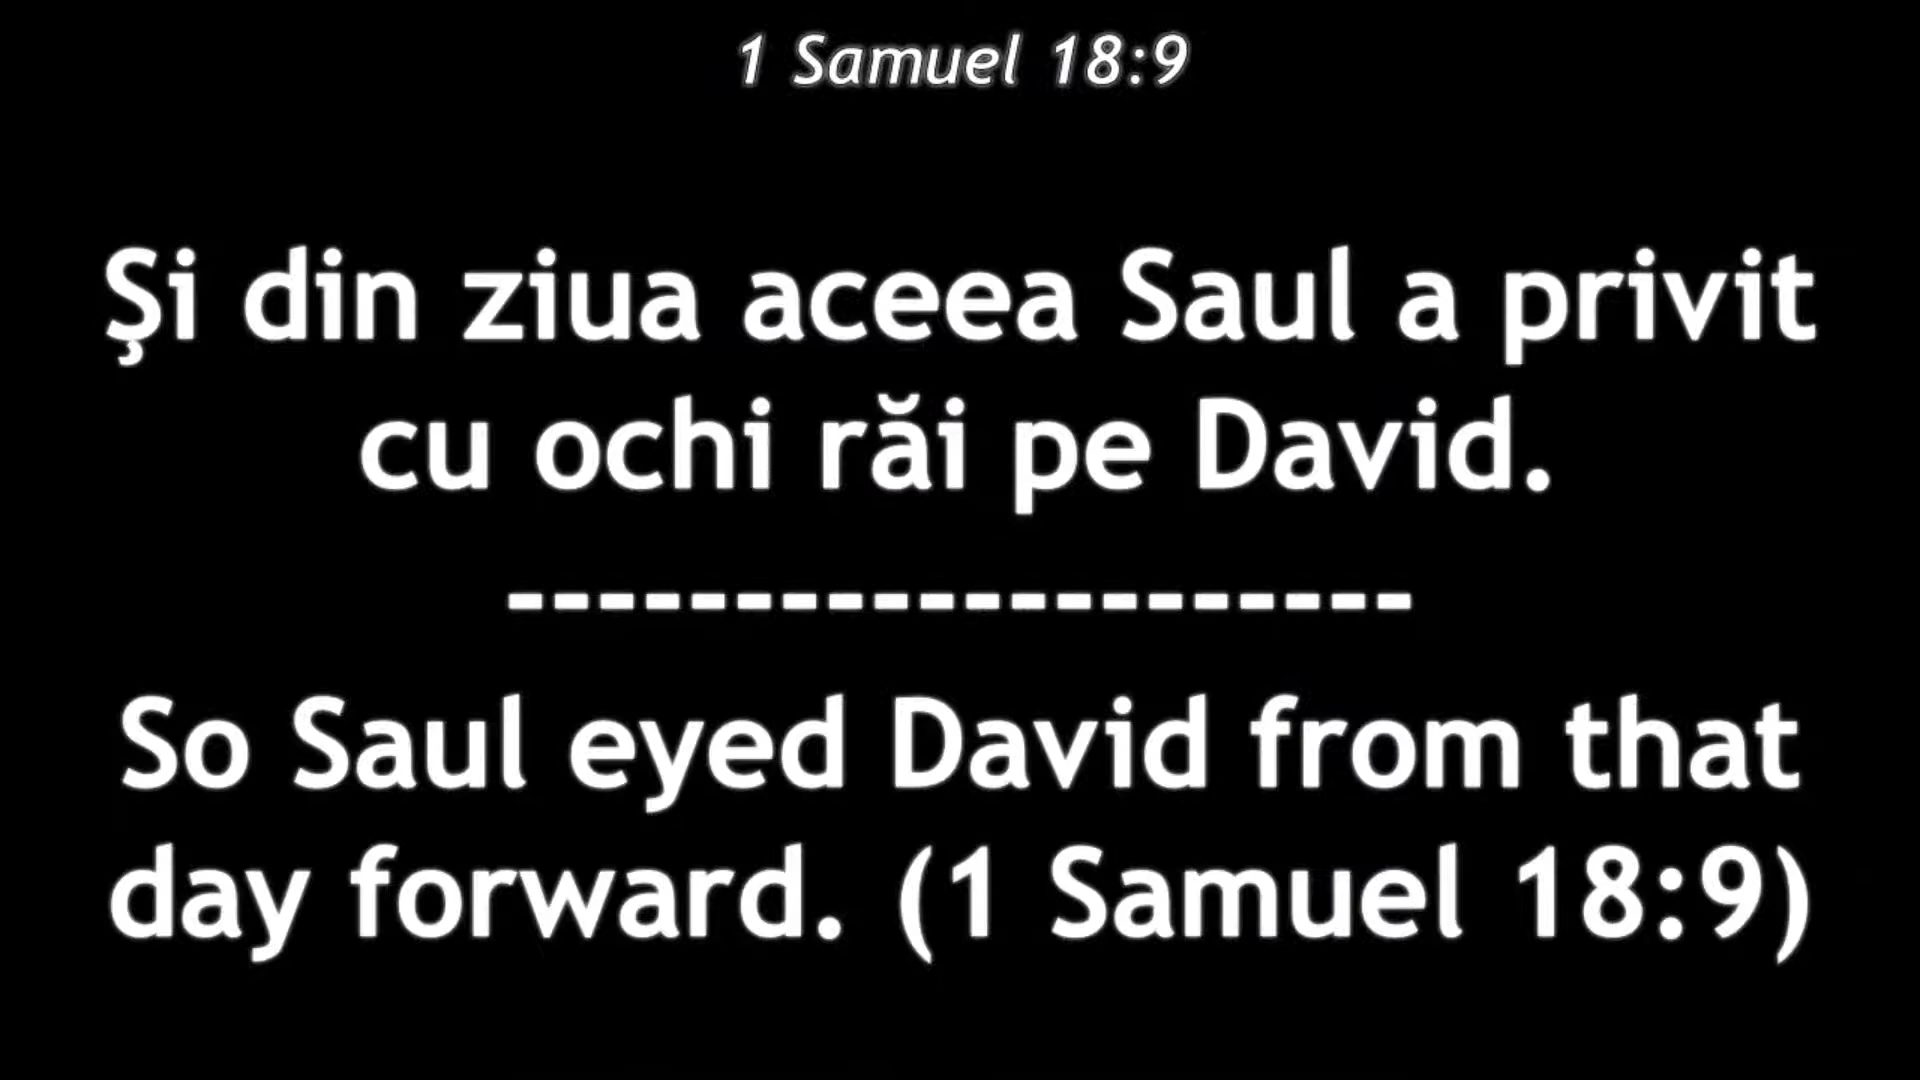 1 Samuel 18:9
Şi din ziua aceea Saul a privit
cu ochi răi pe David.
--------------------
So Saul eyed David from that
day forward. (1 Samuel 18:9)